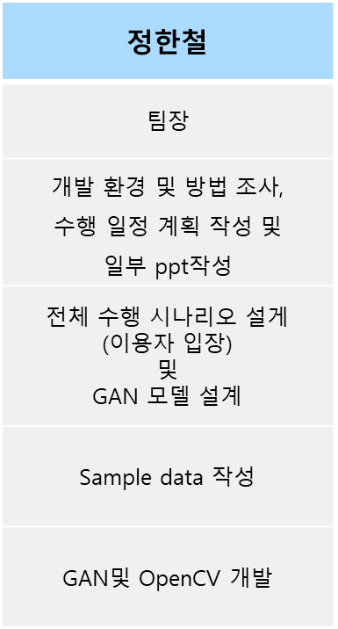 정한철
팀장
개발 환경 및 방법 조사,
수행 일정 계획 작성 및
일부 ppt작성
전체 수행 시나리오 설게
(이용자 입장)
및
GAN 모델 설계
Sample data 작성
GAN및 OpenCV 개발